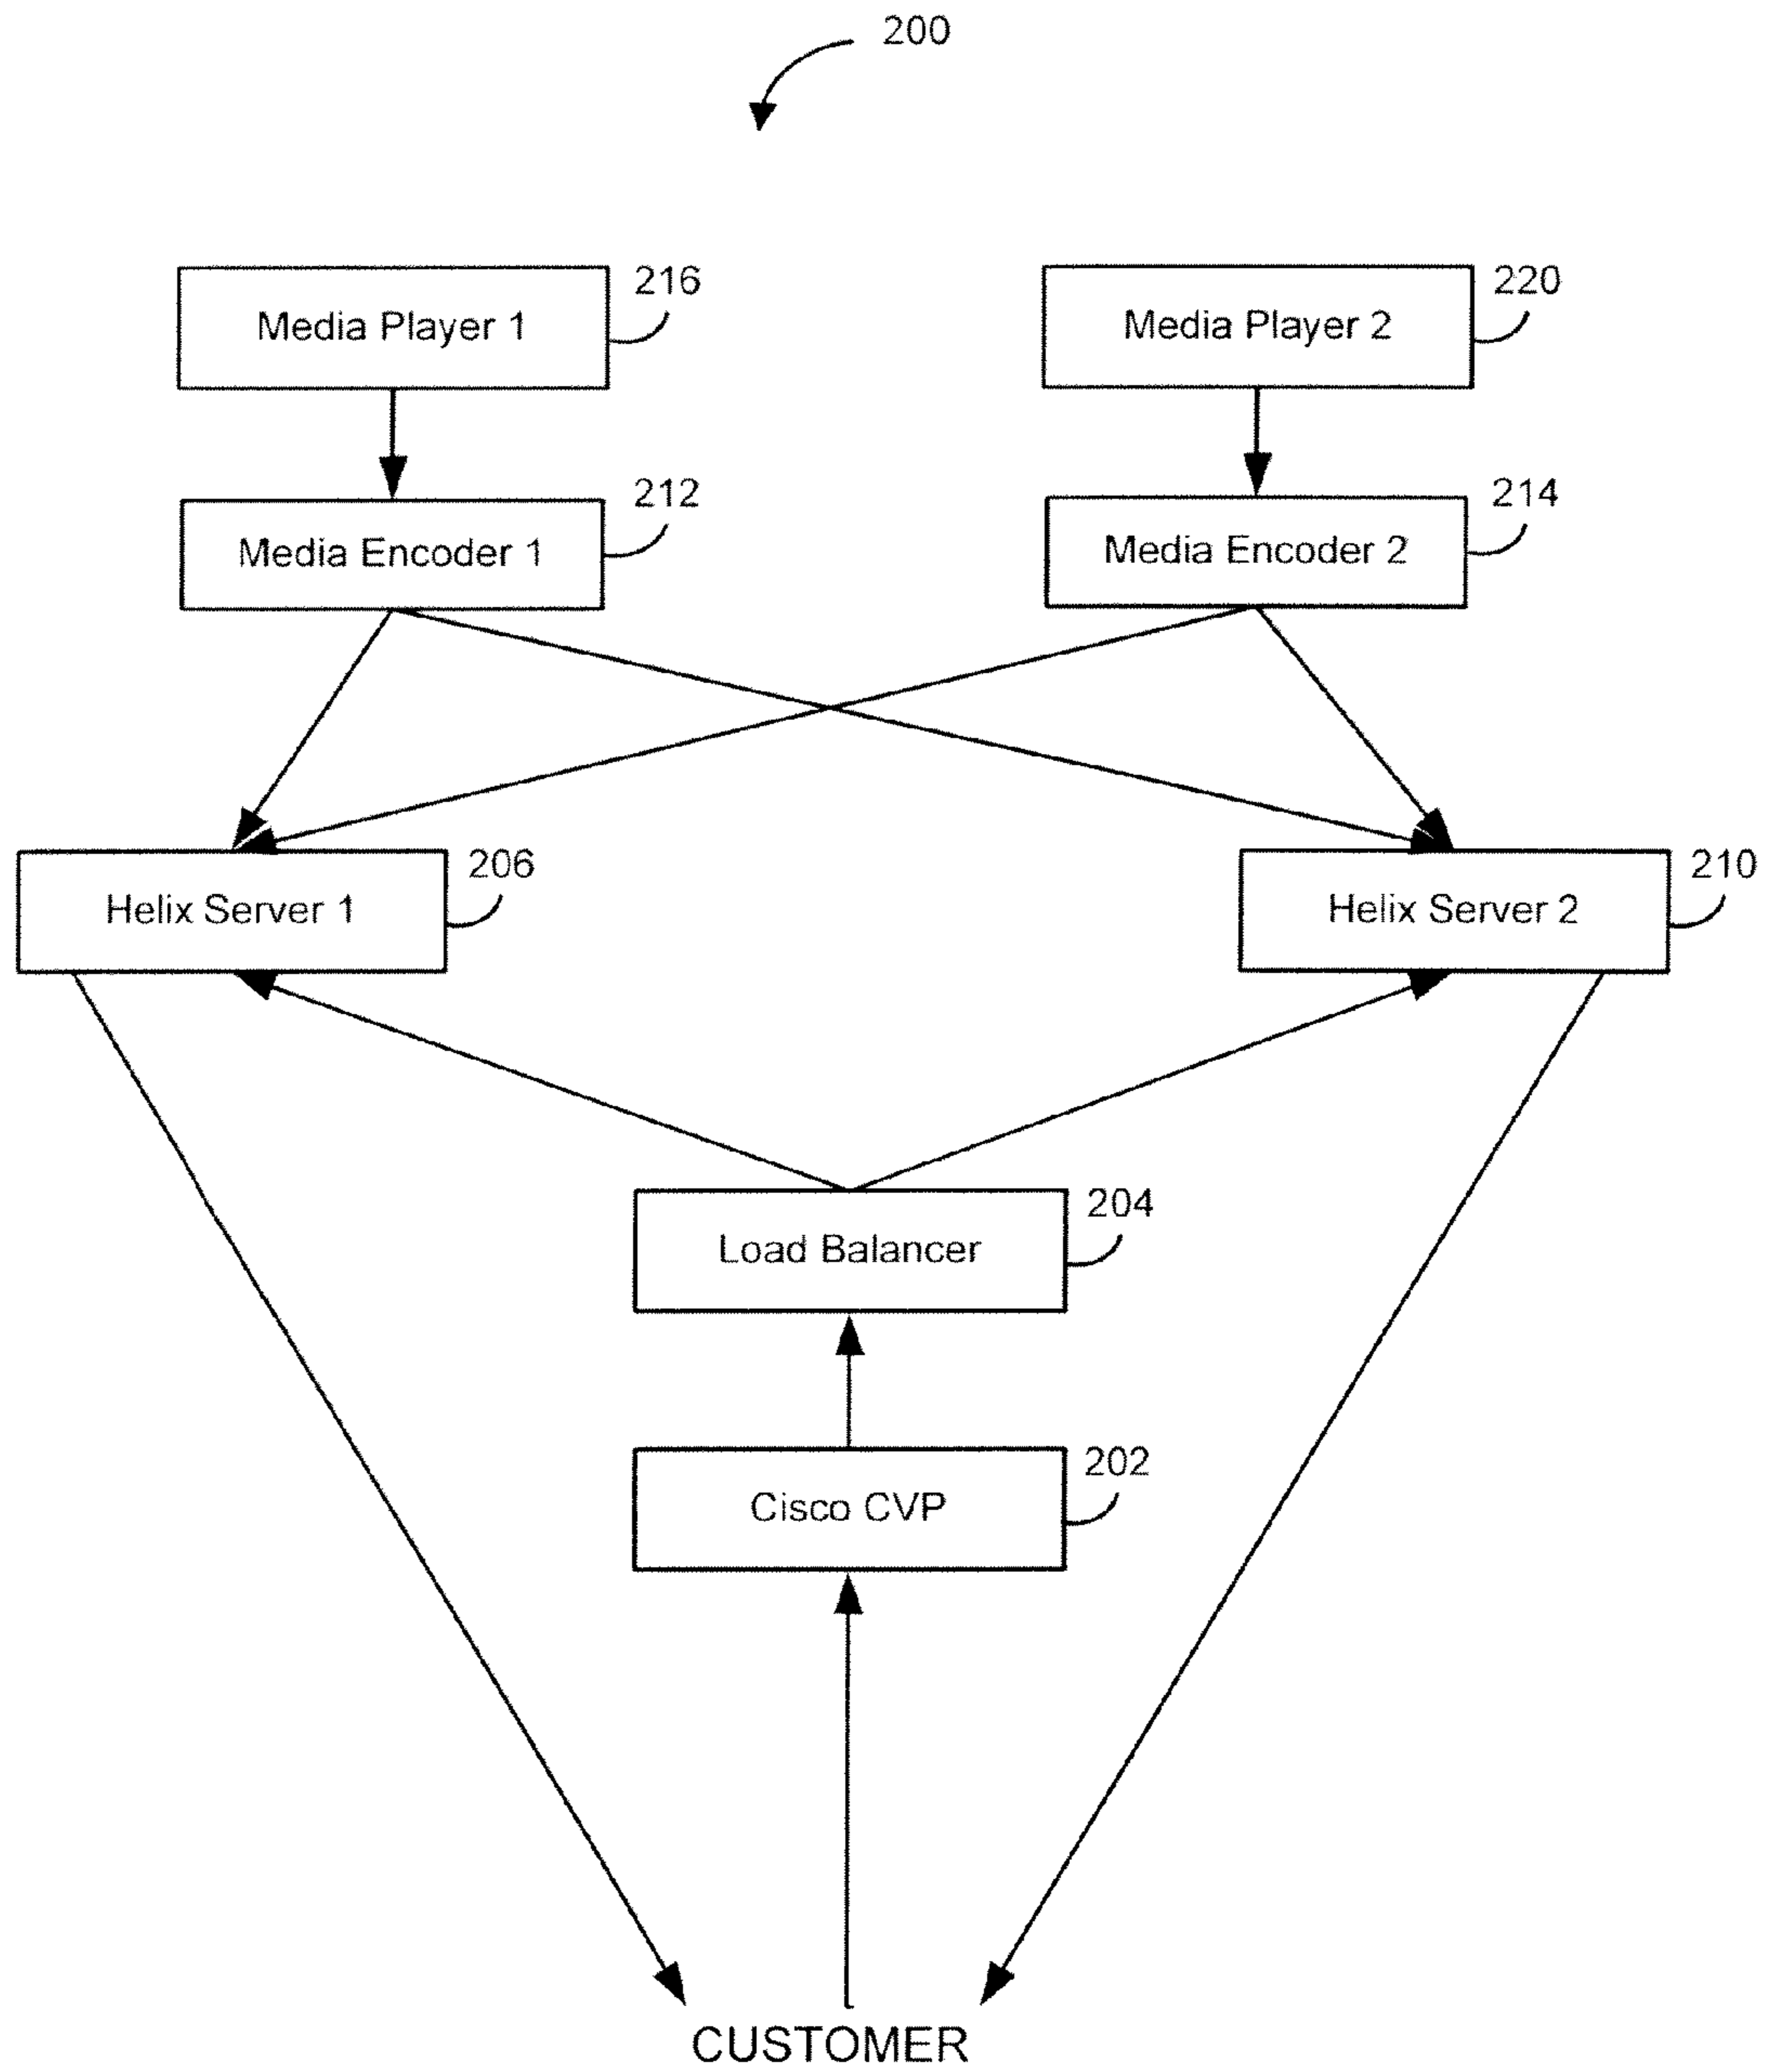 200
216
Media Player 1
220
Media Player 2
212
Media Encoder 1
214
Media Encoder 2
206
Helix Server 1
210
Helix Server 2
204
Load Balancer
202
Cisco CVP
CUSTOMER